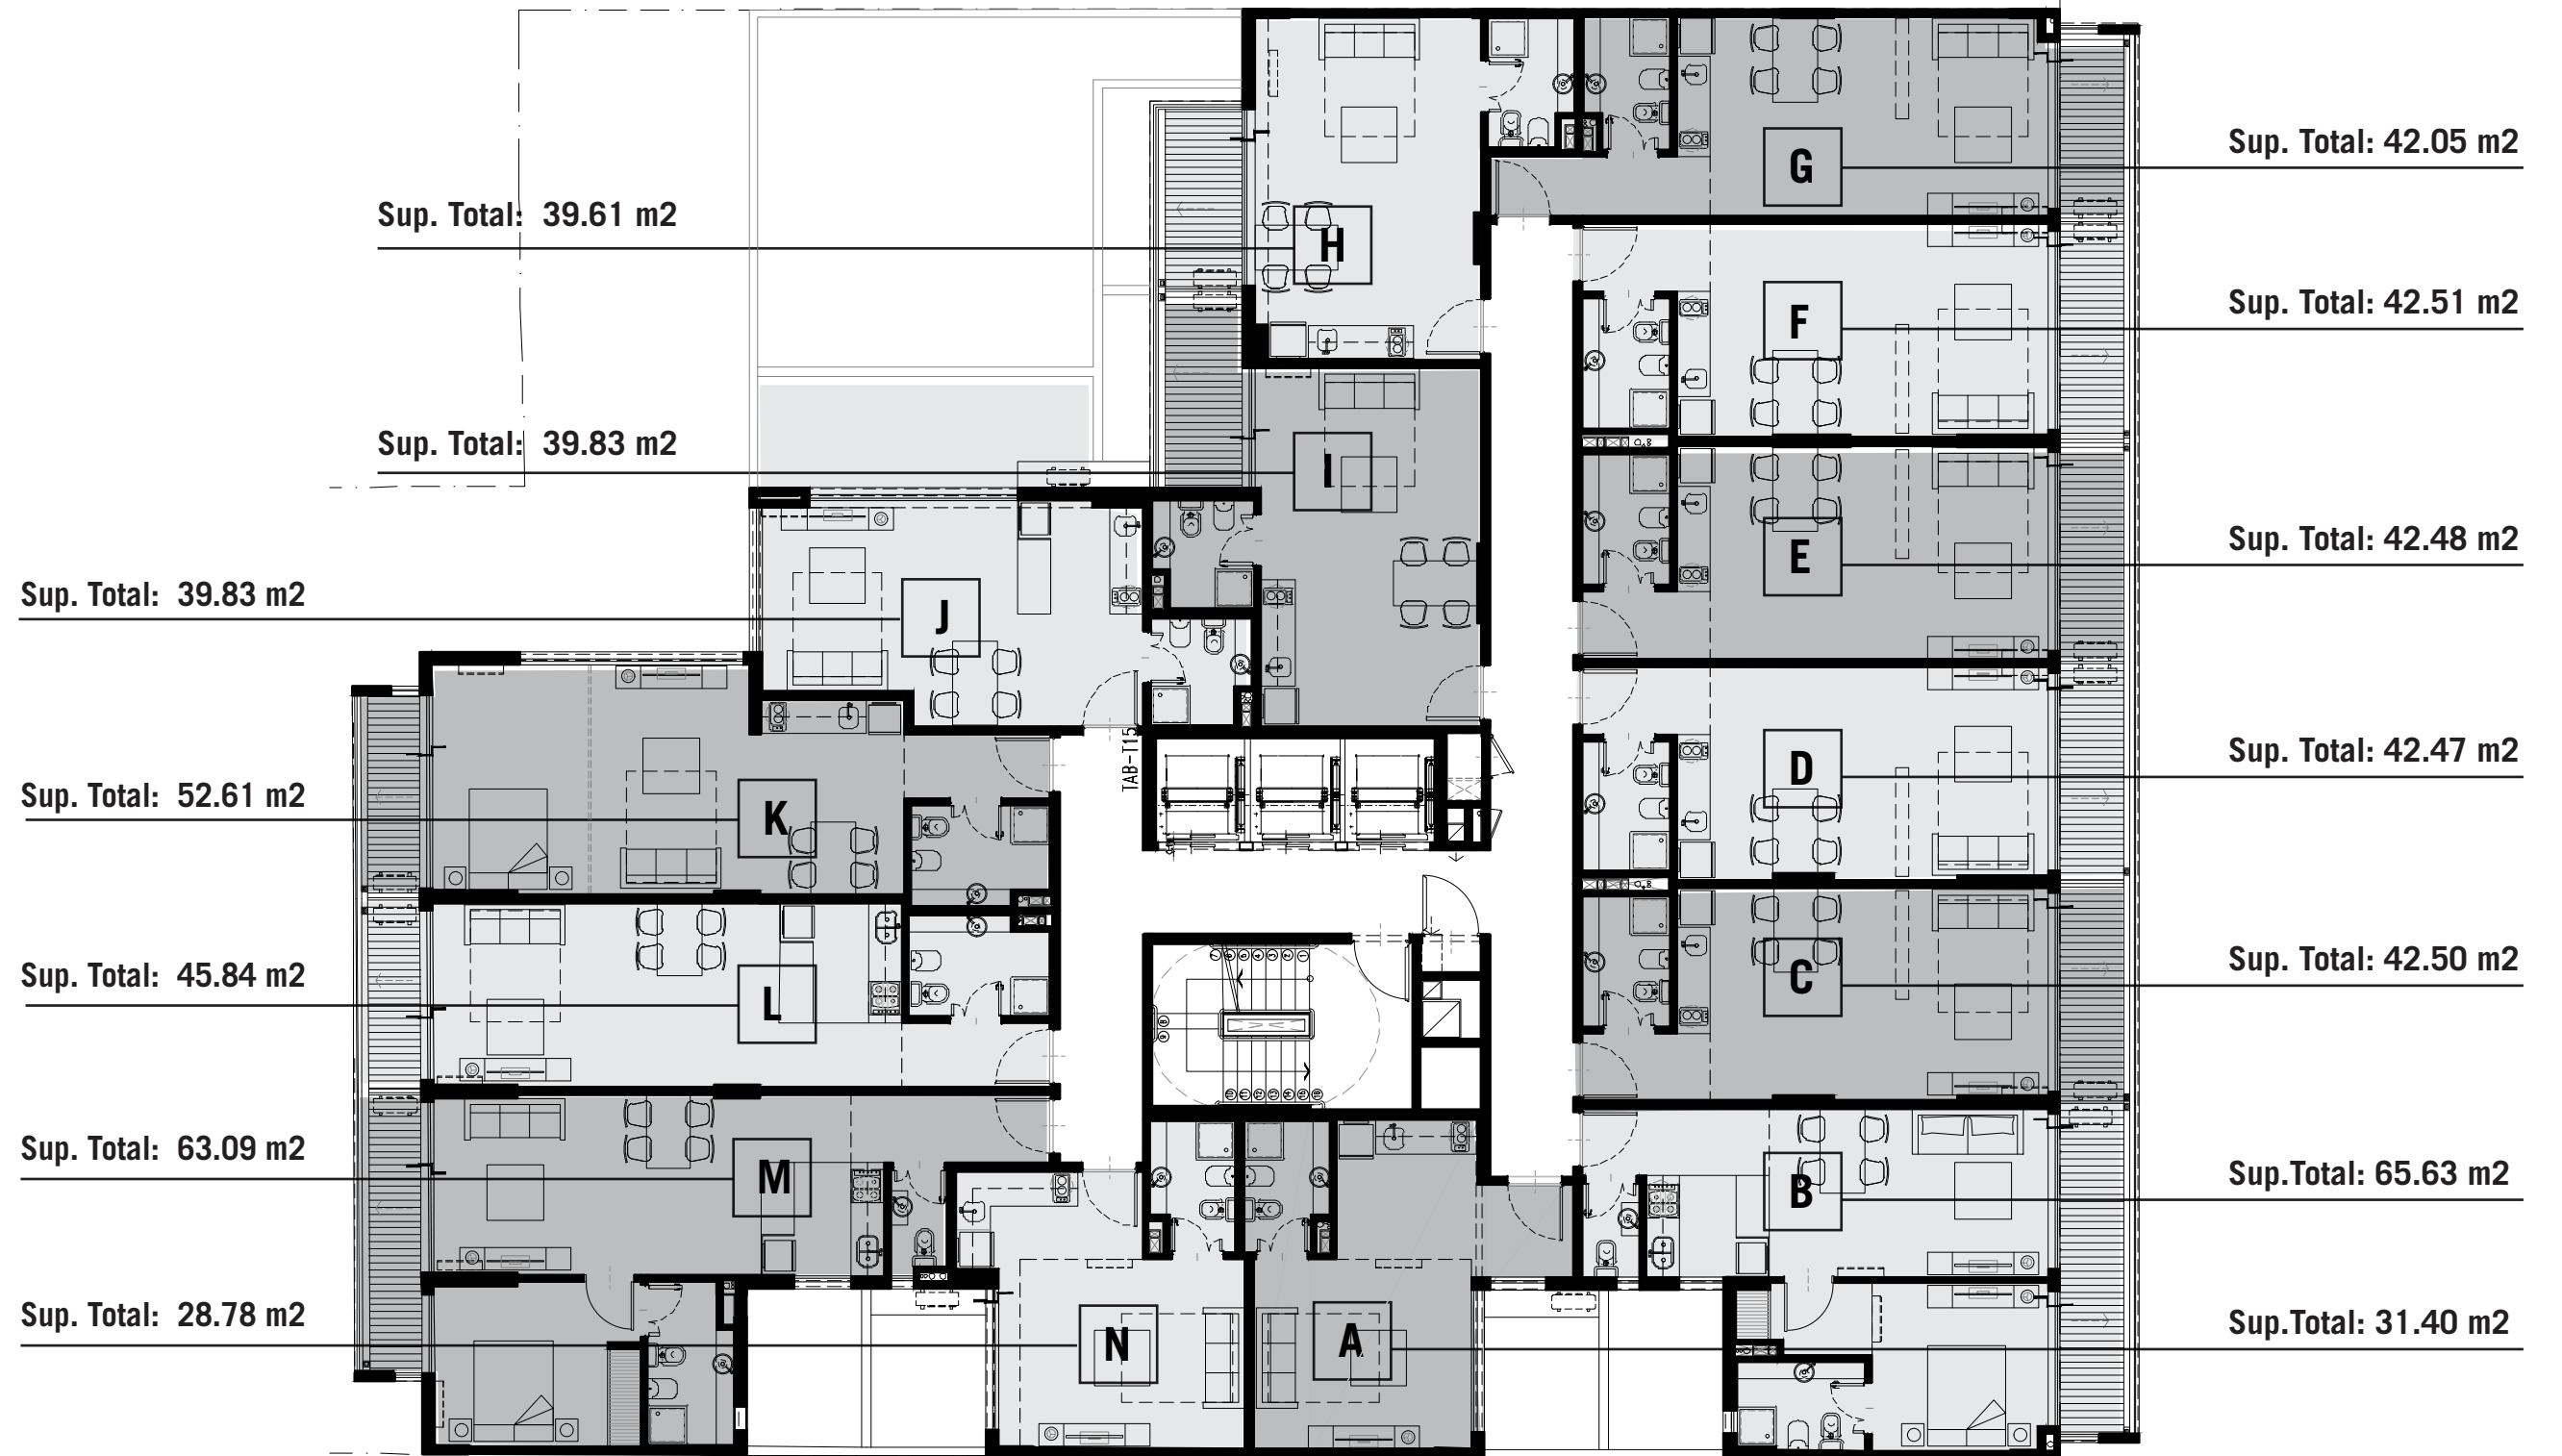 G
Sup. Total: 42.05 m2
Sup. Total: 39.61 m2
H
F
Sup. Total: 42.51 m2
Sup. Total: 39.83 m2
I
E
Sup. Total: 42.48 m2
Sup. Total: 39.83 m2
J
TAB-T15
D
Sup. Total: 42.47 m2
Sup. Total: 52.61 m2
K
C
Sup. Total: 42.50 m2
Sup. Total: 45.84 m2
L
Sup. Total: 63.09 m2
M
B
Sup.Total: 65.63 m2
Sup. Total: 28.78 m2
N
A
Sup.Total: 31.40 m2